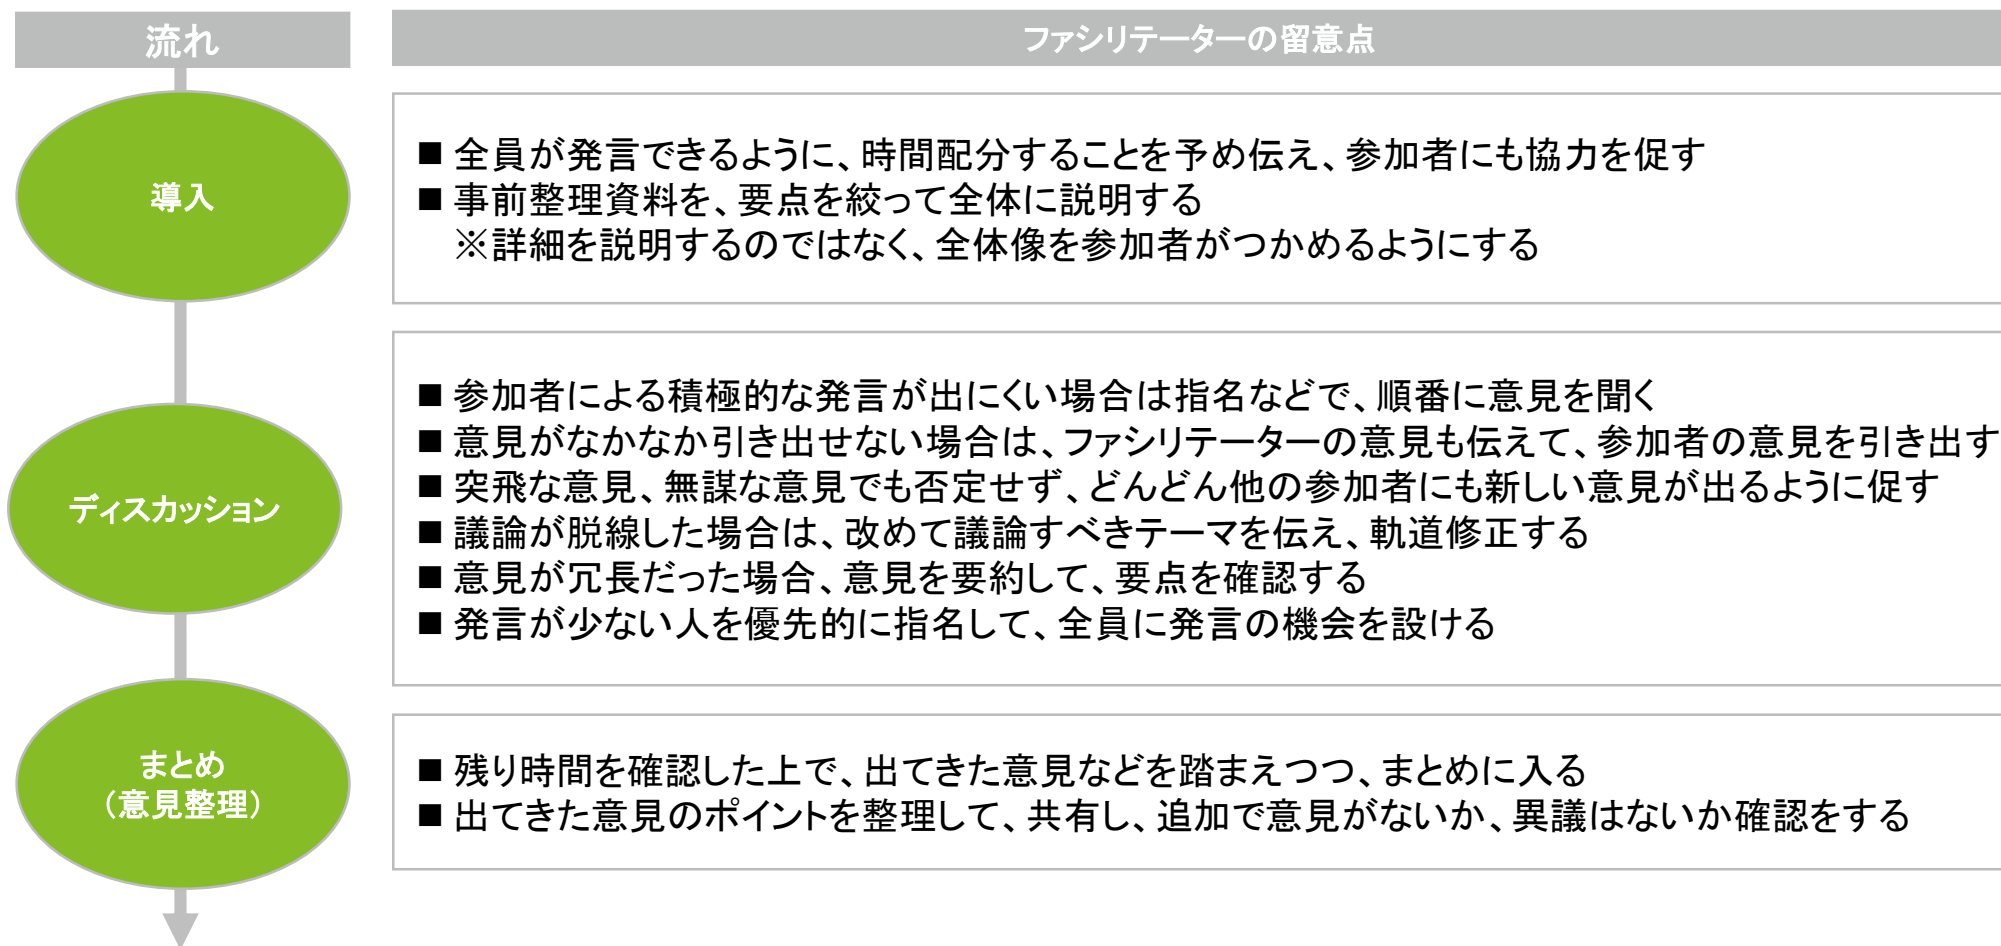 流れ
ファシリテーターの留意点
導入
■ 全員が発言できるように、時間配分することを予め伝え、参加者にも協力を促す
■ 事前整理資料を、要点を絞って全体に説明する
※詳細を説明するのではなく、全体像を参加者がつかめるようにする
ディスカッション
■ 参加者による積極的な発言が出にくい場合は指名などで、順番に意見を聞く
■ 意見がなかなか引き出せない場合は、ファシリテーターの意見も伝えて、参加者の意見を引き出す
■ 突飛な意見、無謀な意見でも否定せず、どんどん他の参加者にも新しい意見が出るように促す
■ 議論が脱線した場合は、改めて議論すべきテーマを伝え、軌道修正する
■ 意見が冗長だった場合、意見を要約して、要点を確認する
■ 発言が少ない人を優先的に指名して、全員に発言の機会を設ける
まとめ
(意見整理)
■ 残り時間を確認した上で、出てきた意見などを踏まえつつ、まとめに入る
■ 出てきた意見のポイントを整理して、共有し、追加で意見がないか、異議はないか確認をする